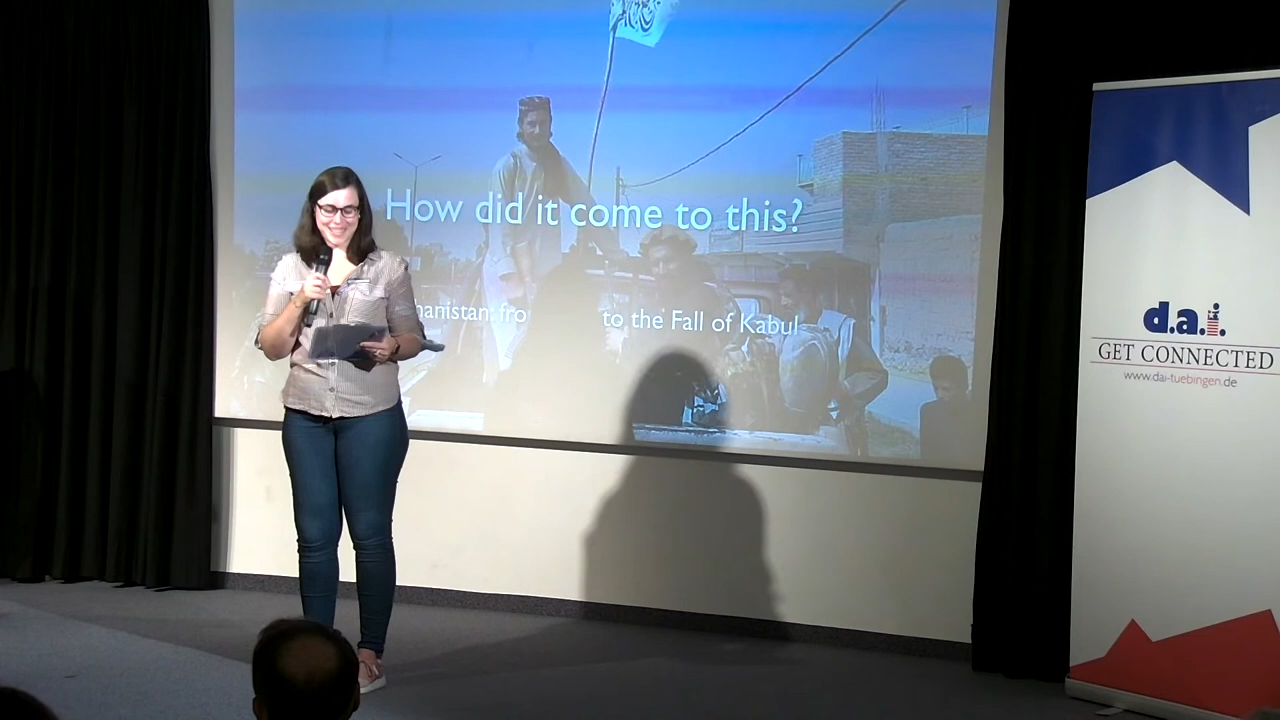 How did it come to this?
hanistan: fro to the Fall of Kabul
d.a.i.
GET CONNECTED
www.dai-tuebingen.de